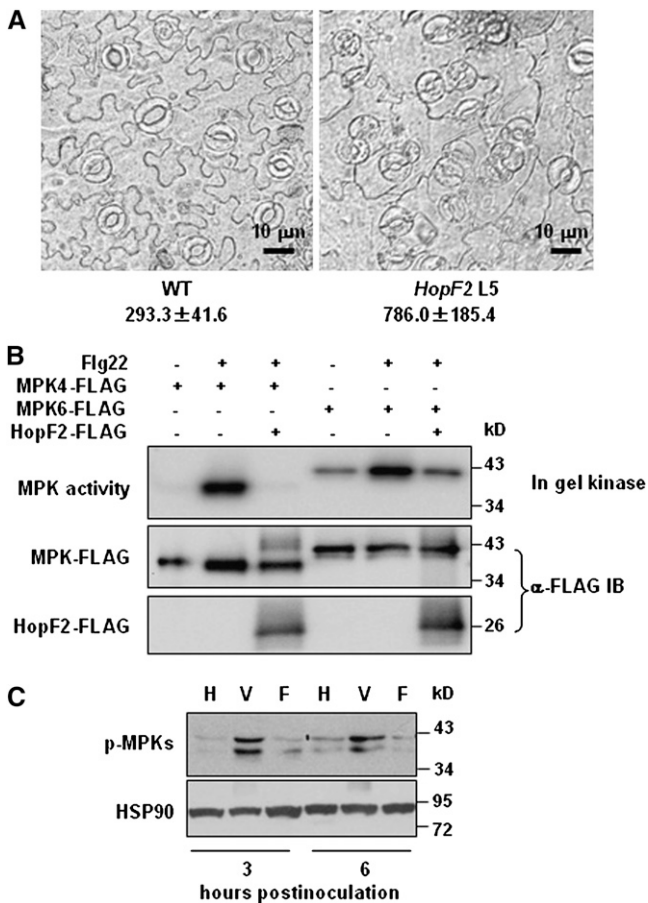 A
10 μm
10 μm
WT
HopF2 L5
293.3±41.6
786.0±185.4
B
Flg22 - + + - + +
MPK4-FLAG + + + - - -
MPK6-FLAG - - - + + +
HopF2-FLAG - - + - - + kD
MPK activity
43
34
In gel kinase
MPK-FLAG
43
34
α-FLAG IB
HopF2-FLAG
26
C
H V F H V F kD
p-MPKs
43
34
HSP90
95
72
3 6
hours postinoculation